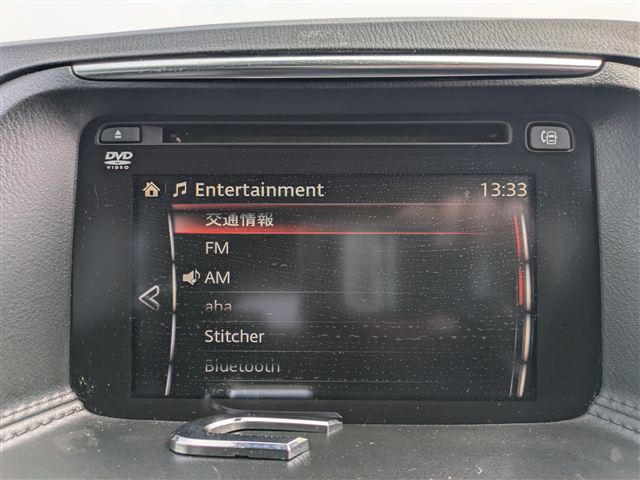 DVD
VIDEO
Entertainment 13:33
交通情報
FM
AM
aha
Stitcher
Bluetooth